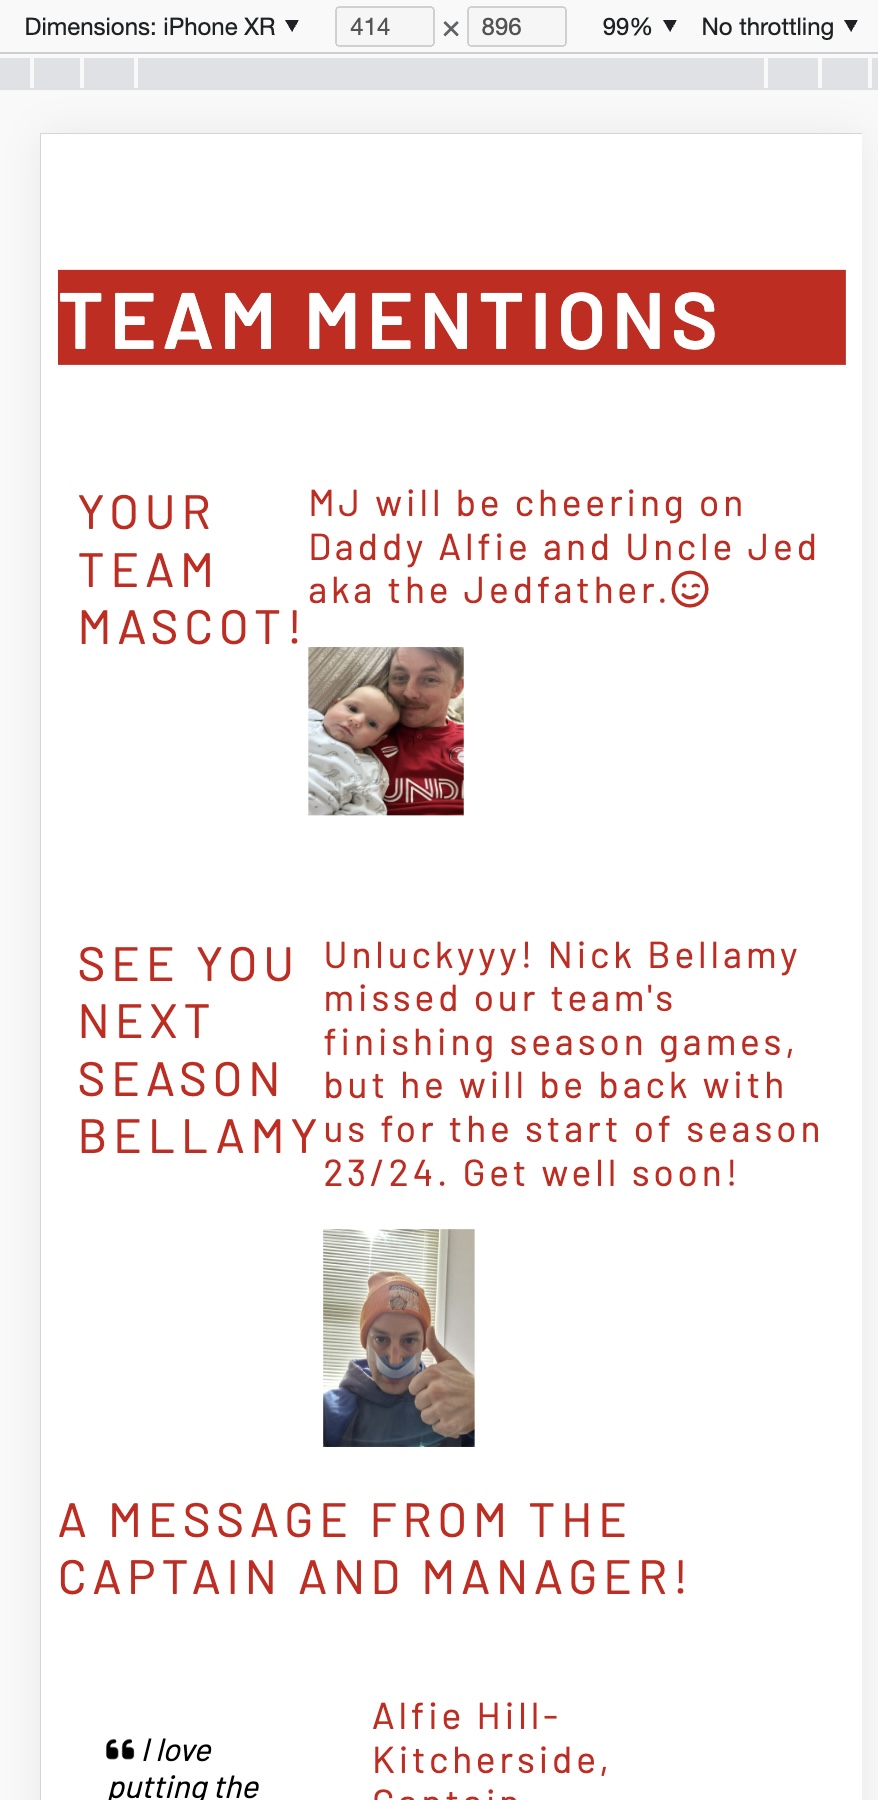 Dimensions: iPhone XR ▼ 414 × 896 99% ▼ No throttling ▼
TEAM MENTIONS
YOUR
TEAM
MASCOT!
MJ will be cheering on
Daddy Alfie and Uncle Jed
aka the Jedfather.
UNDE
SEE YOU
NEXT
SEASON
BELLAMY
Unluckyyy! Nick Bellamy
missed our team's
finishing season games,
but he will be back with
us for the start of season
23/24. Get well soon!
A MESSAGE FROM THE
CAPTAIN AND MANAGER!
❝ I love
putting the
Alfie Hill-
Kitcherside,
Captain